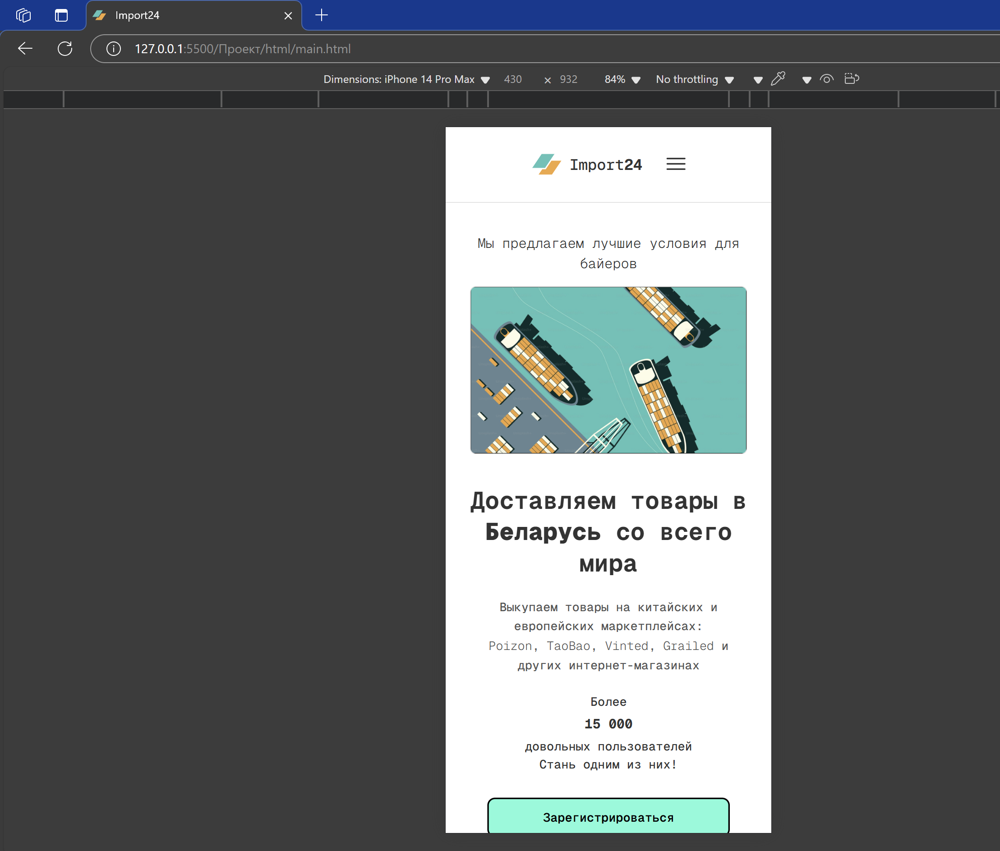 Import24
127.0.0.1:5500/Проект/html/main.html
Dimensions: iPhone 14 Pro Max 430 × 932 84% No throttling
Import24
Мы предлагаем лучшие условия для
байеров
Доставляем товары в
Беларусь со всего
мира
Выкупаем товары на китайских и
европейских маркетплейсах:
Poizon, TaoBao, Vinted, Grailed и
других интернет-магазинах
Более
15 000
довольных пользователей
Стань одним из них!
Зарегистрироваться